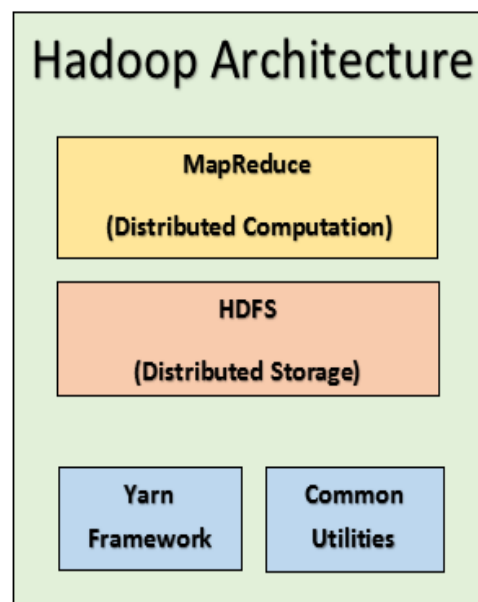 Hadoop Architecture
MapReduce
(Distributed Computation)
HDFS
(Distributed Storage)
Yarn
Framework
Common
Utilities